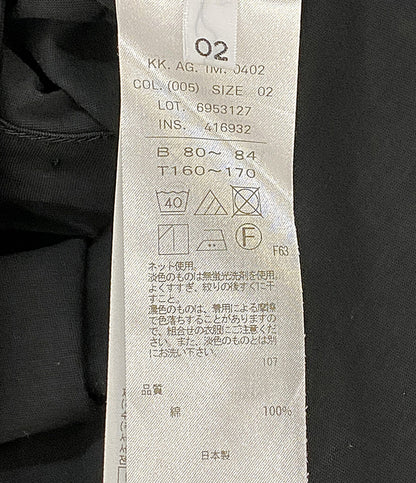 02
KK. AG. TM. 0402
COL. (005) SIZE 02
LOT. 6953127
INS. 416932
B 80〜 84
T160〜170
40
F
F63
ネット使用。
淡色のものは無蛍光洗剤を使用。
よくすすぎ、絞りの後すぐに干
すこと。
濃色のものは、着用による摩擦
で色落ちすることがありますの
で、組合せの衣服にご注意くださ
い。また、淡色のものとは別
にお洗い下さい。
107
品質
綿 100%
日本製